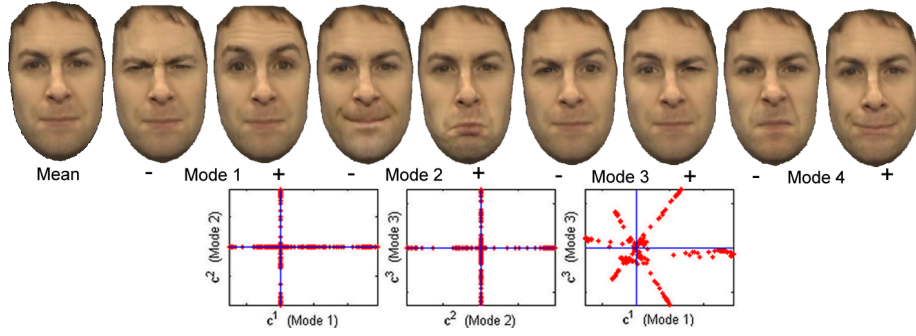 Mean - Mode 1 + - Mode 2 + - Mode 3 + - Mode 4 +
c² (Mode 2)
c¹ (Mode 1)
c³ (Mode 3)
c² (Mode 2)
c³ (Mode 3)
c¹ (Mode 1)